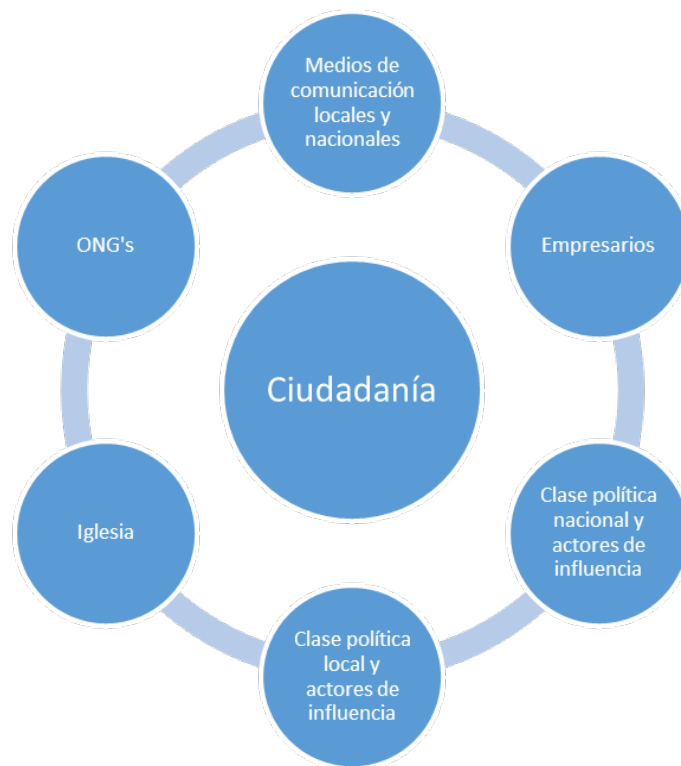 Medios de
comunicación
locales y
nacionales
ONG's
Empresarios
Ciudadanía
Iglesia
Clase política
nacional y
actores de
influencia
Clase política
local y
actores de
influencia